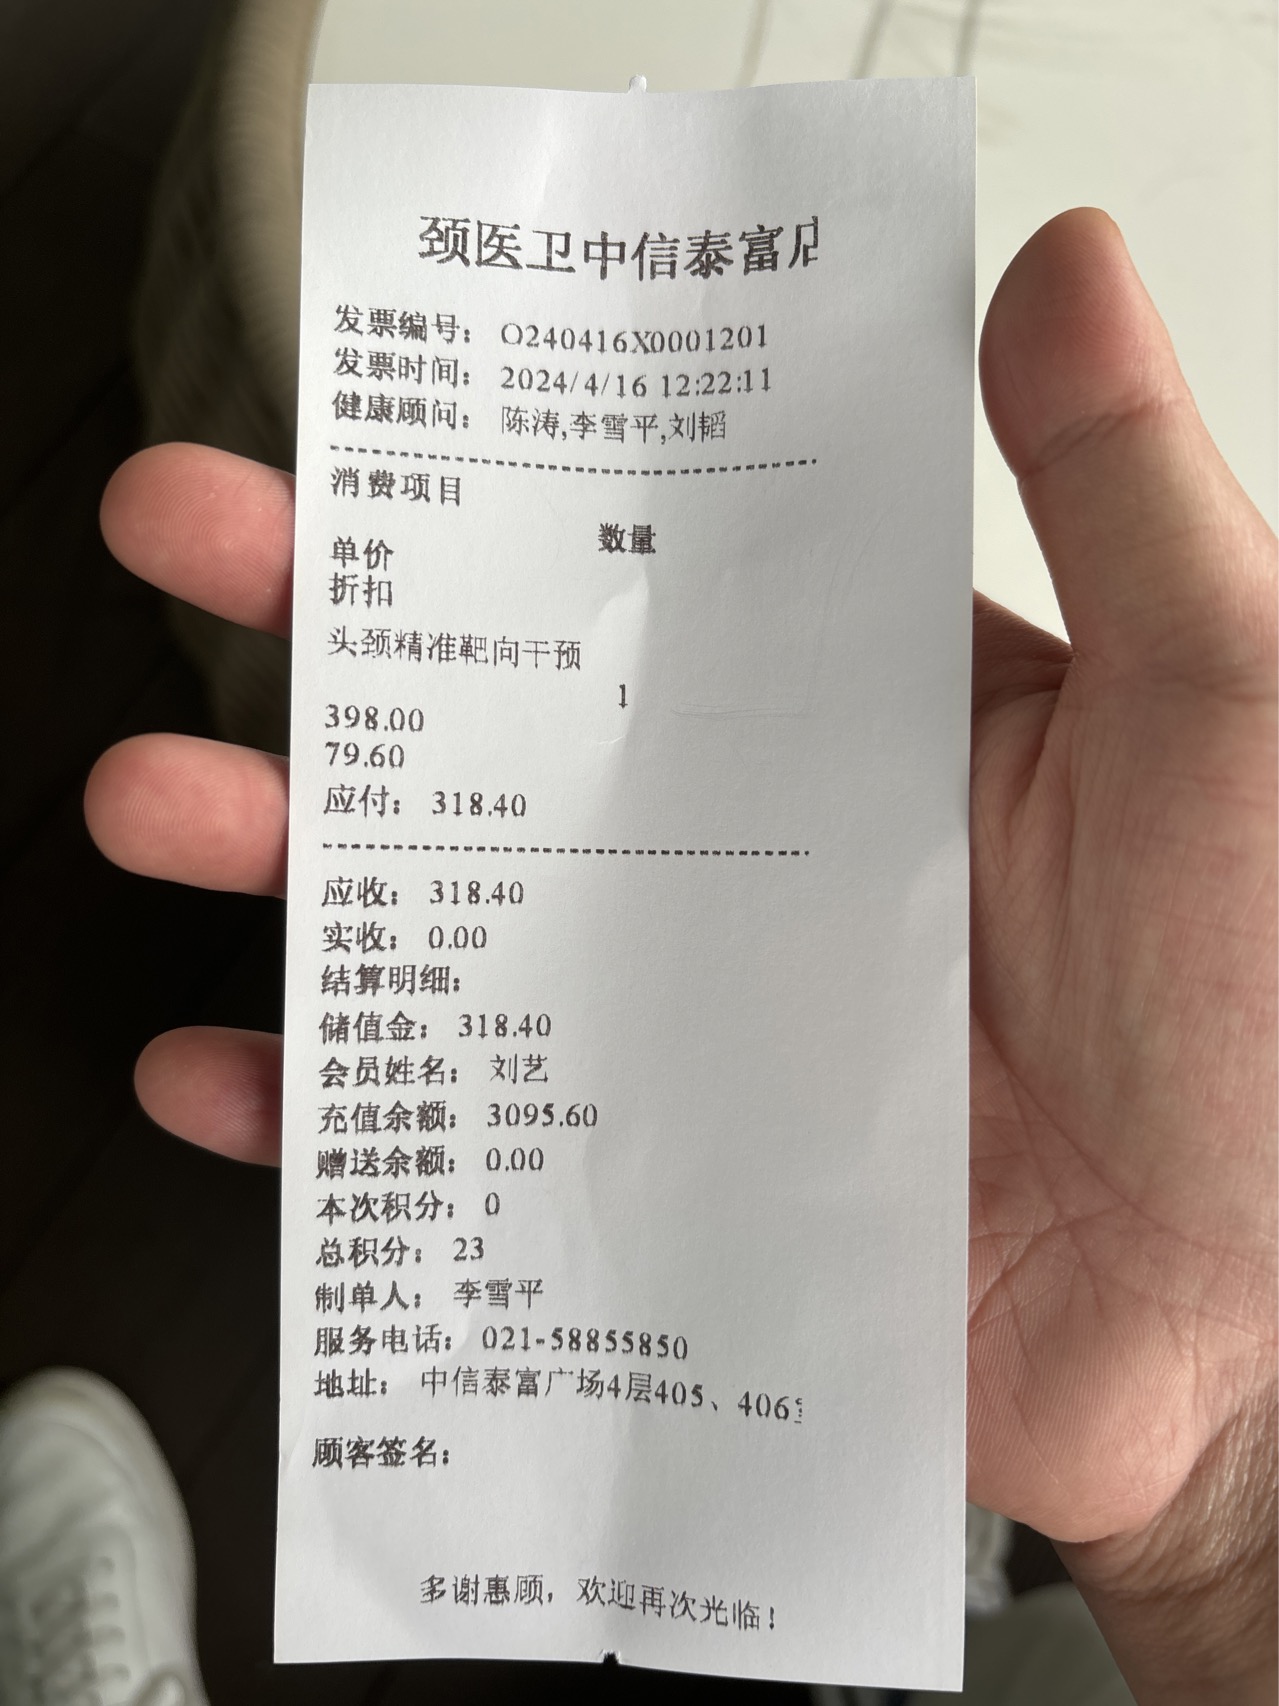 颈医卫中信泰富店
发票编号： O240416X0001201
发票时间： 2024/4/16 12:22:11
健康顾问： 陈涛,李雪平,刘韬
消费项目
数量
单价
折扣
头颈精准靶向干预
1
398.00
79.60
应付： 318.40
应收： 318.40
实收： 0.00
结算明细：
储值金： 318.40
会员姓名： 刘艺
充值余额： 3095.60
赠送余额： 0.00
本次积分： 0
总积分： 23
制单人： 李雪平
服务电话： 021-58855850
地址： 中信泰富广场4层405、406
顾客签名：
多谢惠顾，欢迎再次光临！